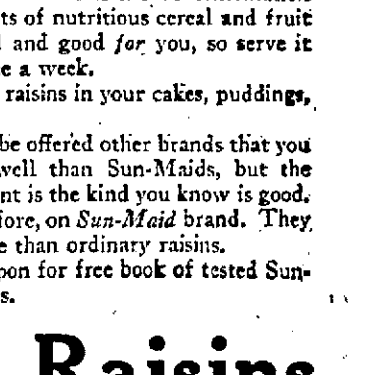 ts of nutritious cereal and fruit
and good for you, so serve it
e a week.
raisins in your cakes, puddings,
be offered other brands that you
well than Sun-Maids, but the
nt is the kind you know is good.
fore, on Sun-Maid brand. They
e than ordinary raisins.
pon for free book of tested Sun-
s.
Raisins